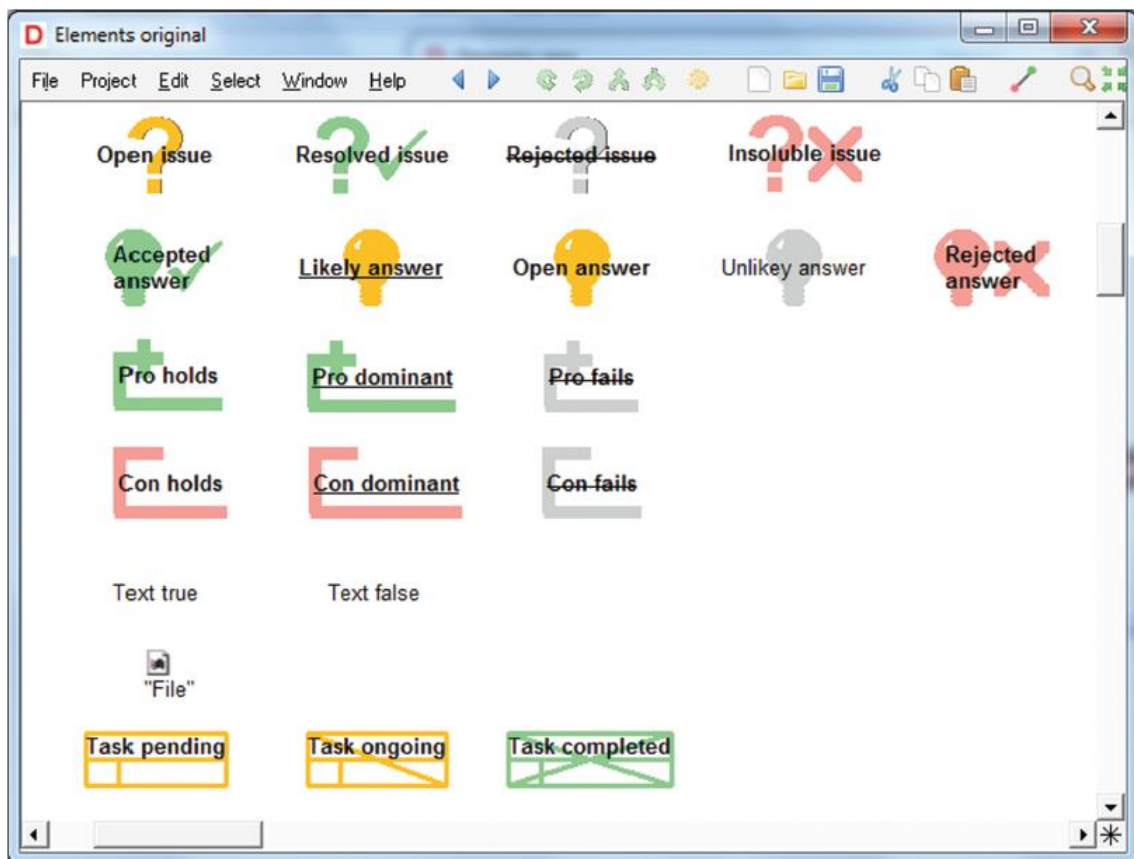 D Elements original
File Project Edit Select Window Help
Open issue Resolved issue Rejected issue Insoluble issue
Accepted answer Likely answer Open answer Unlikey answer Rejected answer
Pro holds Pro dominant Pro fails
Con holds Con dominant Con fails
Text true Text false
"File"
Task pending Task ongoing Task completed